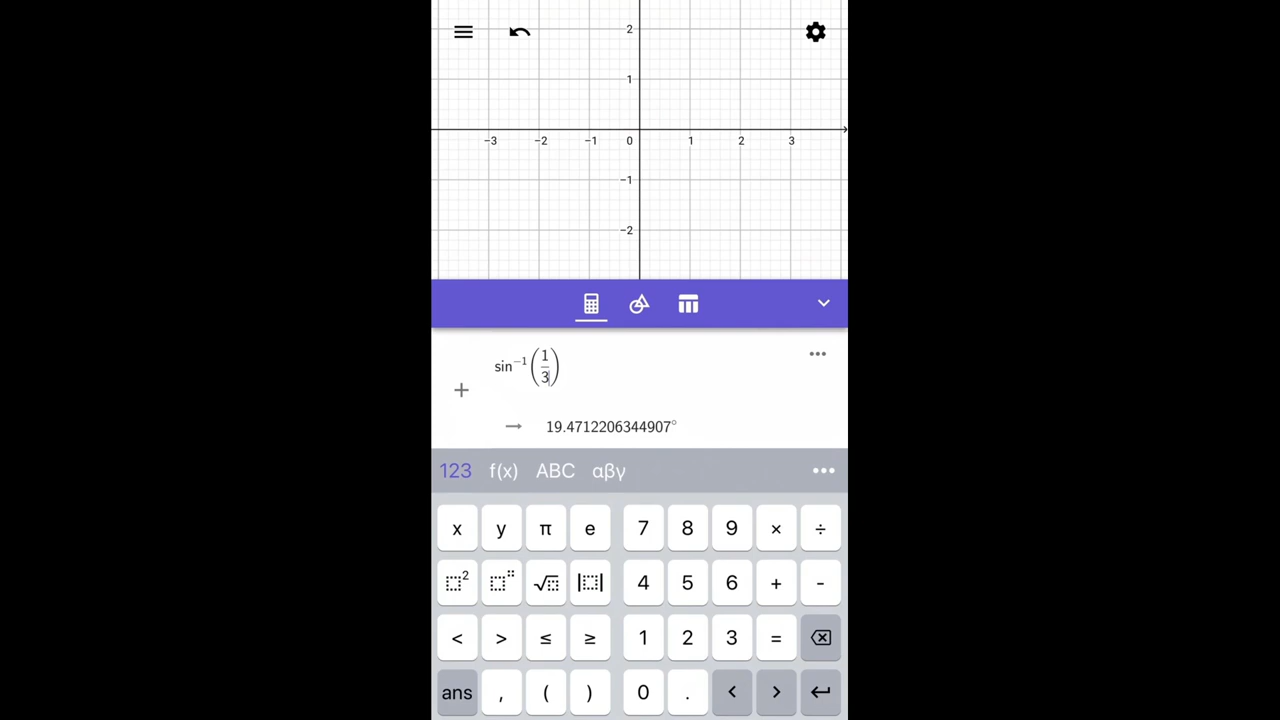 2
1
−3 −2 −1 0 1 2 3
−1
−2
sin⁻¹(1/3)
→ 19.4712206344907°
123 f(x) ABC αβγ
x y π e 7 8 9 × ÷
4 5 6 + -
< > ≤ ≥ 1 2 3 =
ans , ( ) 0 . < >